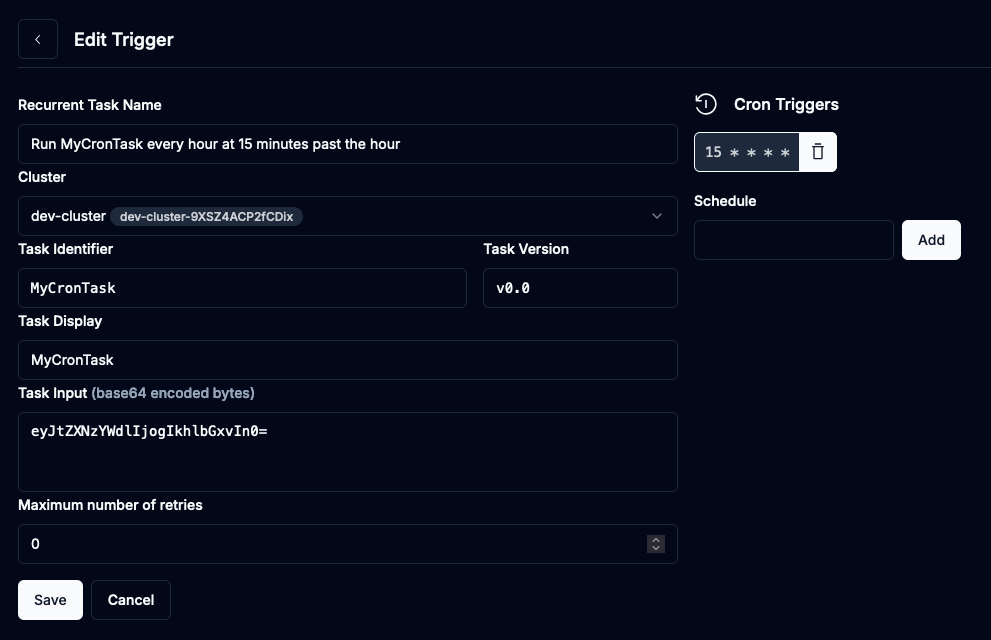 Edit Trigger
Recurrent Task Name
Run MyCronTask every hour at 15 minutes past the hour
Cluster
dev-cluster dev-cluster-9XSZ4ACP2fCDix
Task Identifier
Task Version
MyCronTask
v0.0
Task Display
MyCronTask
Task Input (base64 encoded bytes)
eyJtZXNzYWdlIjogIkhlbGxvIn0=
Maximum number of retries
0
Save
Cancel
Cron Triggers
15 * * * *
Schedule
Add